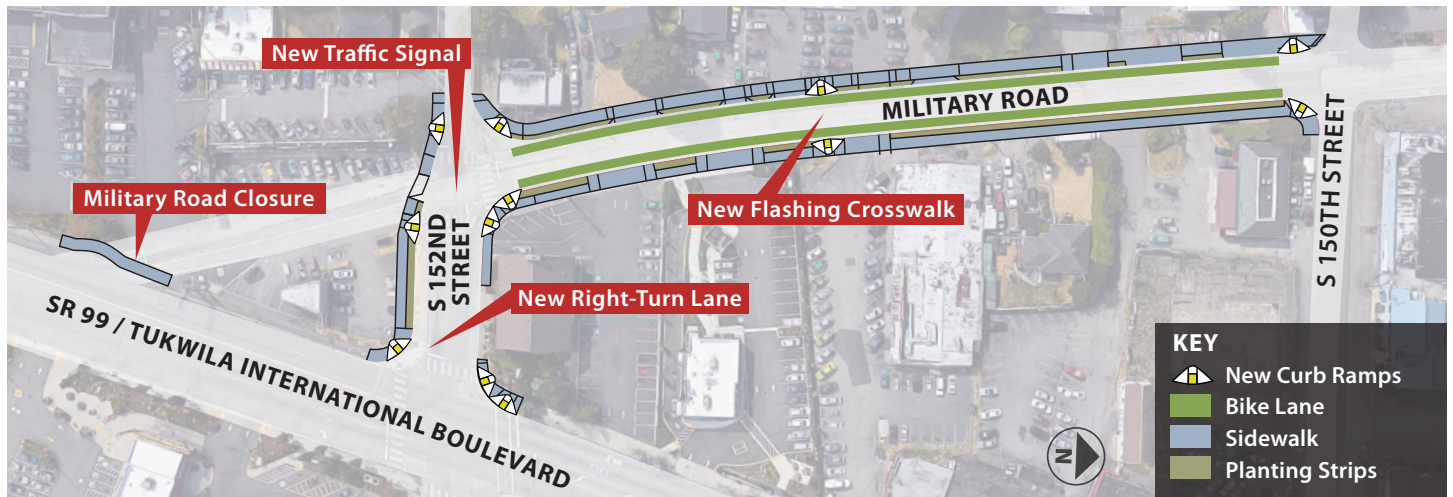 New Traffic Signal
MILITARY ROAD
Military Road Closure
New Flashing Crosswalk
S 152ND
STREET
S 150TH STREET
New Right-Turn Lane
SR 99 / TUKWILA INTERNATIONAL BOULEVARD
N
KEY
New Curb Ramps
Bike Lane
Sidewalk
Planting Strips